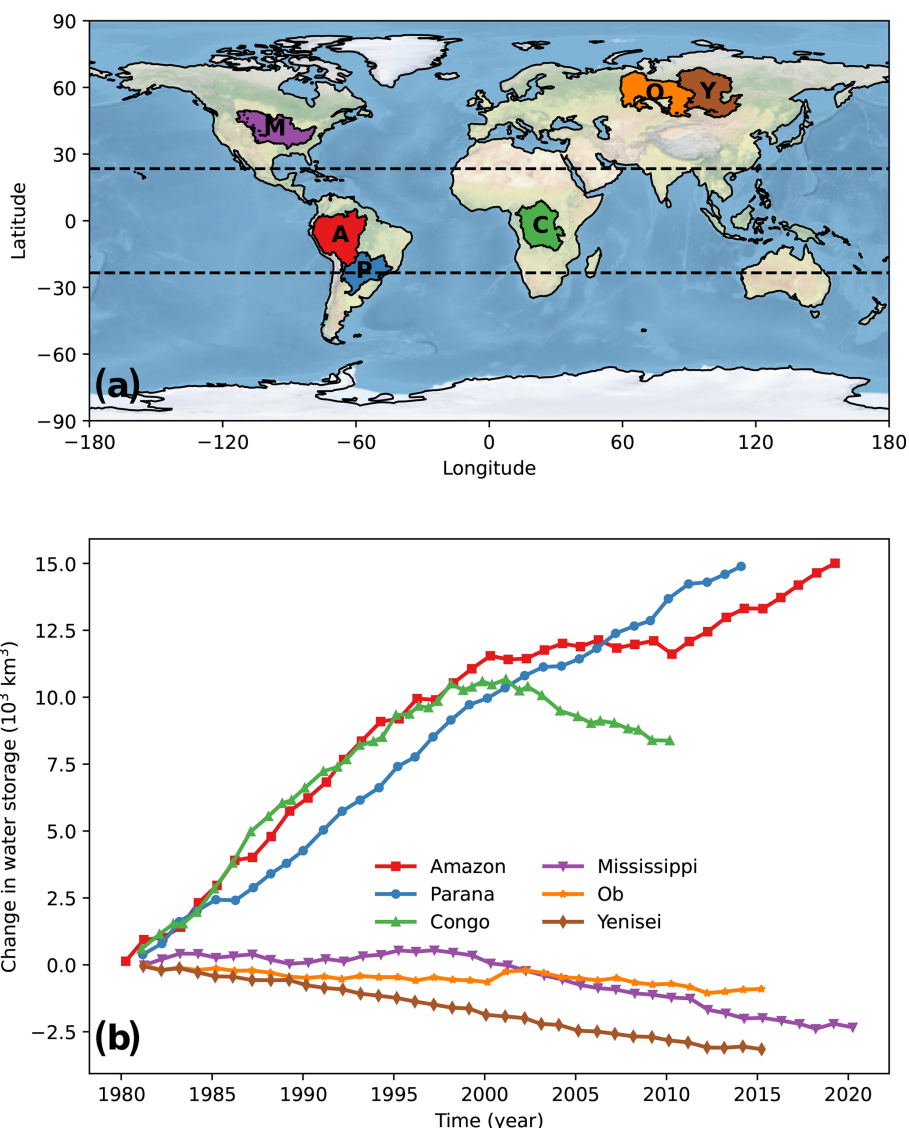 90
60
30
0
−30
−60
−90
Latitude
M
O
Y
A
P
C
(a)
−180 −120 −60 0 60 120 180
Longitude
15.0
12.5
10.0
7.5
5.0
2.5
0.0
−2.5
Change in water storage (10³ km³)
Amazon Mississippi
Parana Ob
Congo Yenisei
(b)
1980 1985 1990 1995 2000 2005 2010 2015 2020
Time (year)